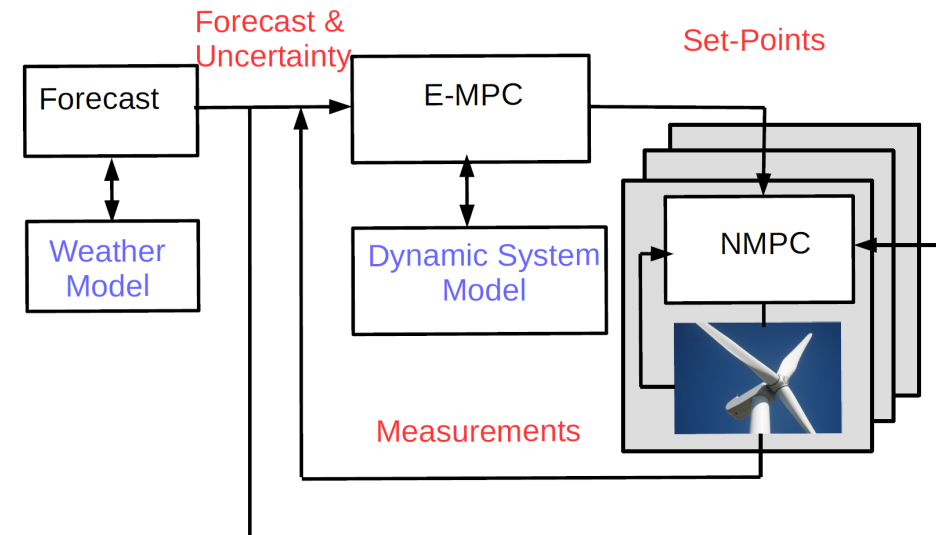 Forecast &
Uncertainty
Set-Points
Forecast
E-MPC
Weather
Model
Dynamic System
Model
NMPC
Measurements